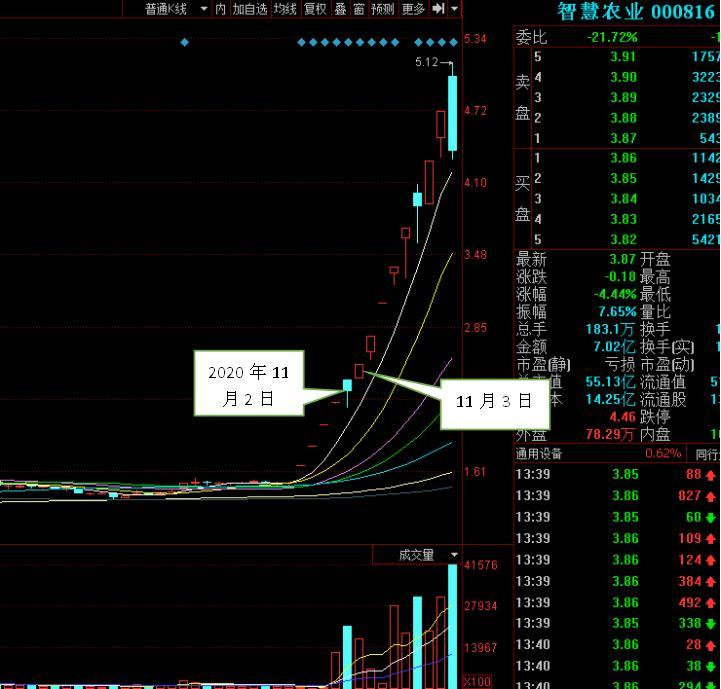 普通K线 内 加自选 均线 复权 叠 窗 预测 更多
智慧农业 000816
5.34
5.12
4.72
4.10
3.48
2.85
1.61
2020 年 11
月 2 日
11 月 3 日
成交量
41576
27934
13967
X100
委比 -21.72%
卖盘
5 3.91 1757
4 3.90 3223
3 3.89 2329
2 3.88 2389
1 3.87 543
买盘
1 3.86 1142
2 3.85 1429
3 3.84 1034
4 3.83 2165
5 3.82 5421
最新 3.87 开盘
涨跌 -0.18 最高
涨幅 -4.44% 最低
振幅 7.65% 量比
总手 183.1万 换手
金额 7.02亿 换手(实)
市盈(静) 亏损 市盈(动)
市值 55.13亿 流通值
本 14.25亿 流通股
4.46 跌停
外盘 78.29万 内盘
通用设备 0.62% 同行
13:39 3.85 88
13:39 3.86 827
13:39 3.85 60
13:39 3.86 109
13:39 3.86 124
13:39 3.86 384
13:39 3.86 492
13:39 3.85 338
13:40 3.86 28
13:40 3.86 38
13:40 3.86 294